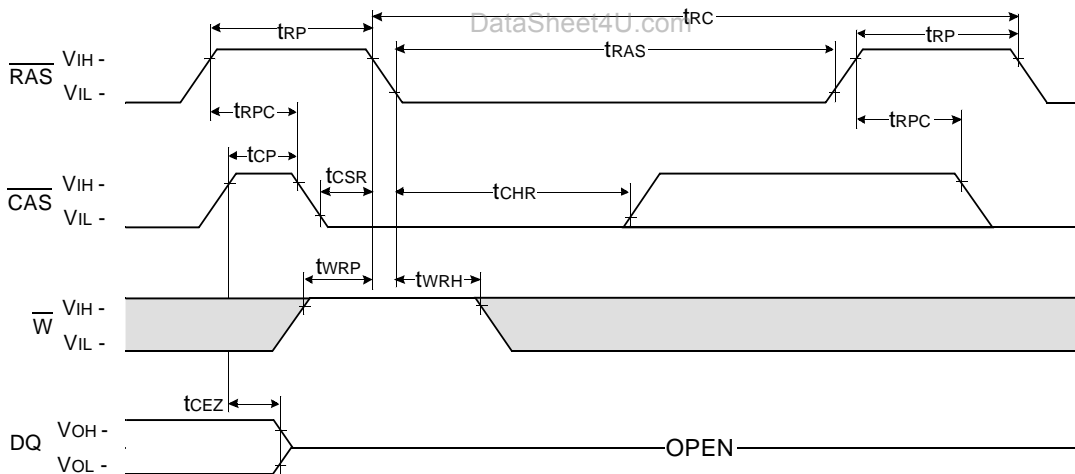 tRC
DataSheet4U.com
tRP
tRAS
tRP
RAS
VIH -
VIL -
tRPC
tRPC
tCP
tCSR
tCHR
CAS
VIH -
VIL -
tWRP
tWRH
W
VIH -
VIL -
tCEZ
DQ
VOH -
VOL -
OPEN